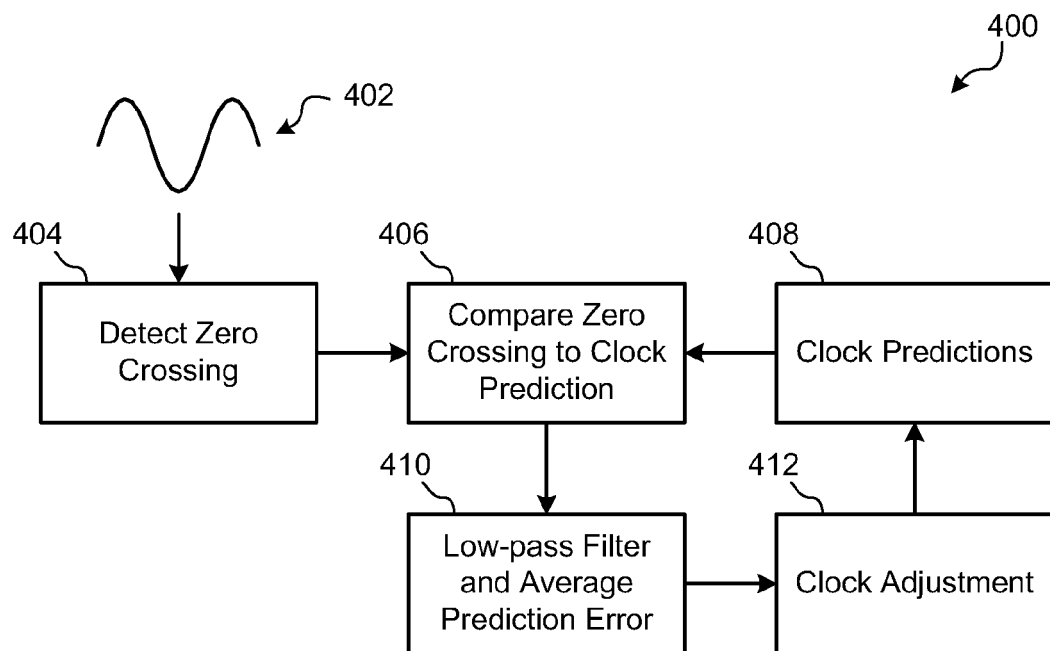 400
402
404
406
408
Detect Zero
Crossing
Compare Zero
Crossing to Clock
Prediction
Clock Predictions
410
412
Low-pass Filter
and Average
Prediction Error
Clock Adjustment